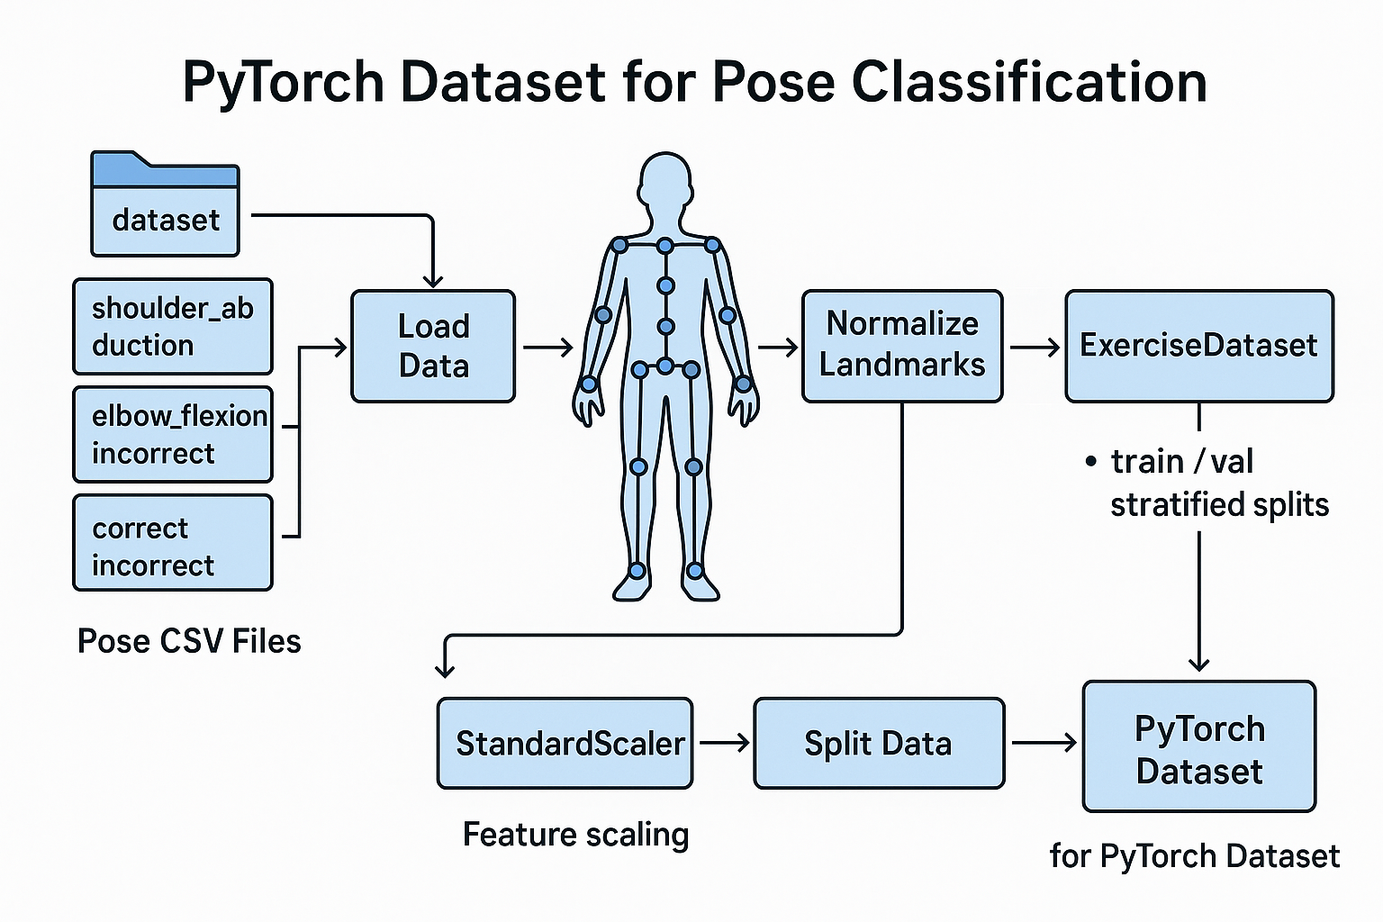 PyTorch Dataset for Pose Classification
dataset
shoulder_ab
duction
elbow_flexion
incorrect
correct
incorrect
Pose CSV Files
Load
Data
Normalize
Landmarks
ExerciseDataset
• train / val
stratified splits
StandardScaler
Feature scaling
Split Data
PyTorch
Dataset
for PyTorch Dataset